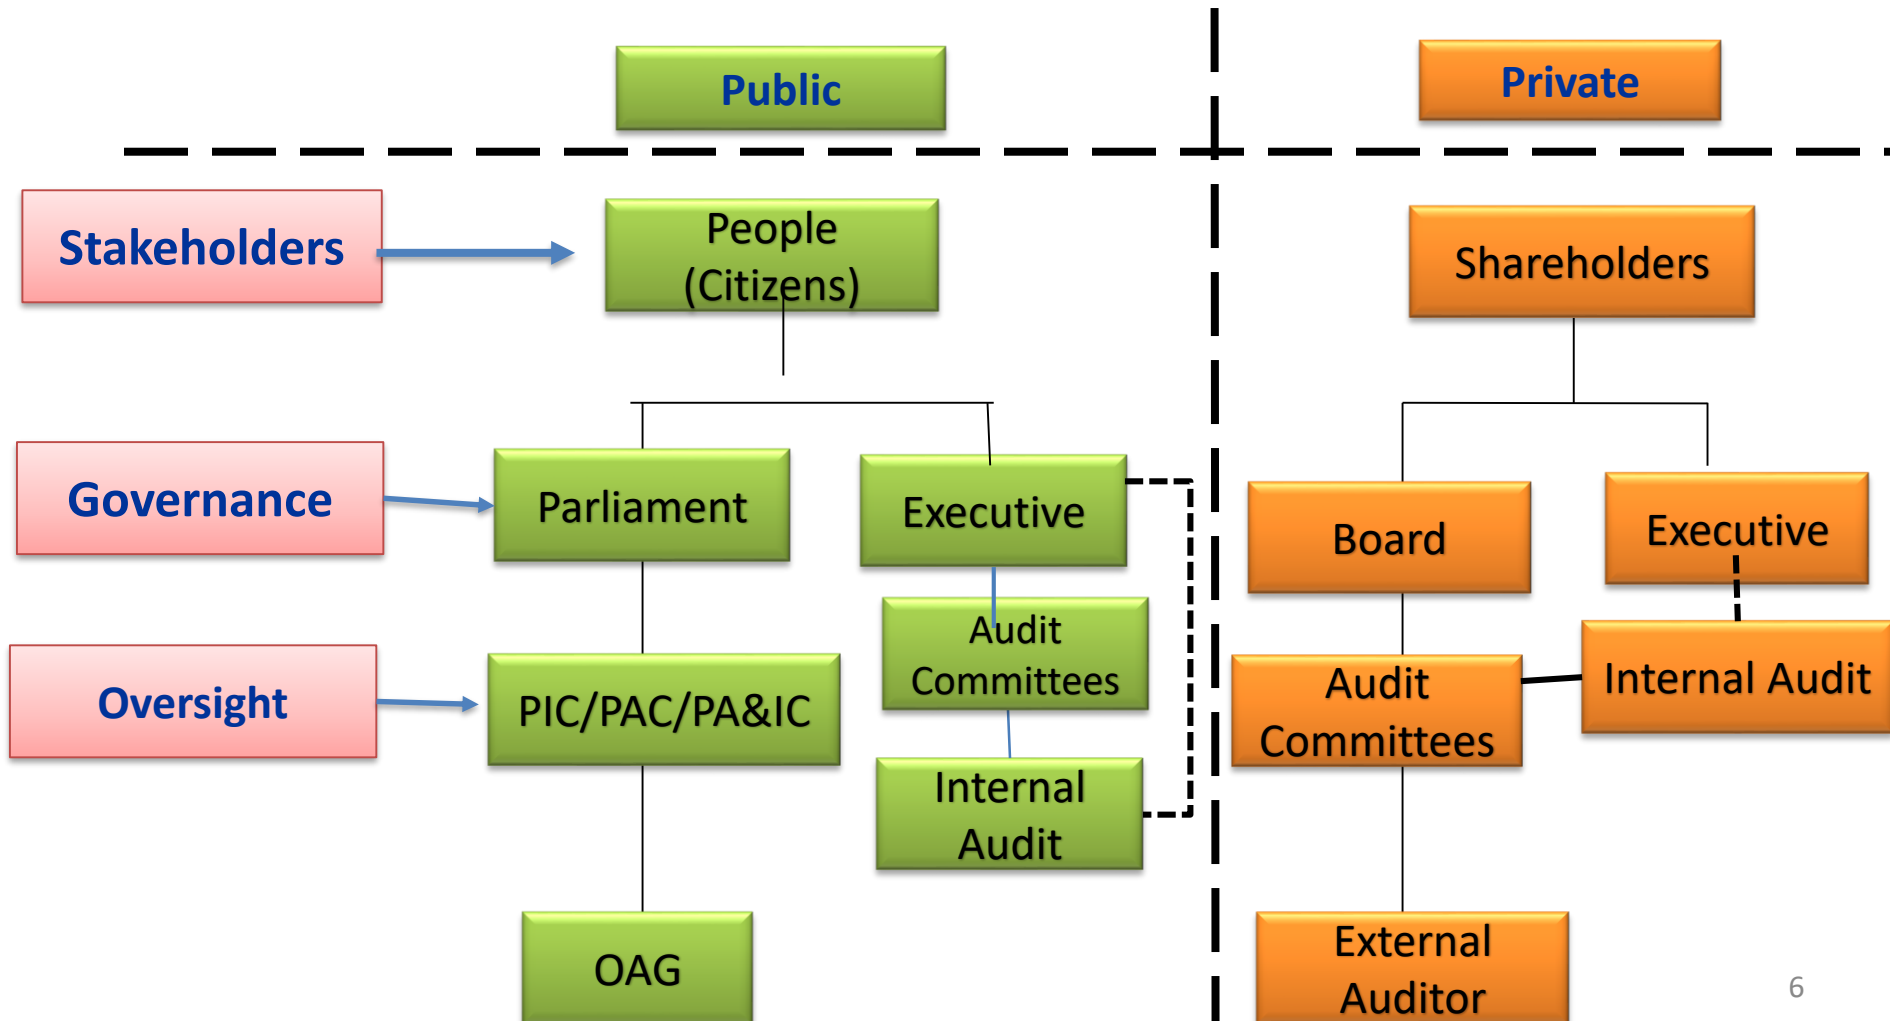 Public
Private
Stakeholders
People
(Citizens)
Shareholders
Governance
Parliament
Executive
Board
Executive
Oversight
PIC/PAC/PA&IC
Audit
Committees
Audit
Committees
Internal Audit
Internal
Audit
OAG
External
Auditor
6